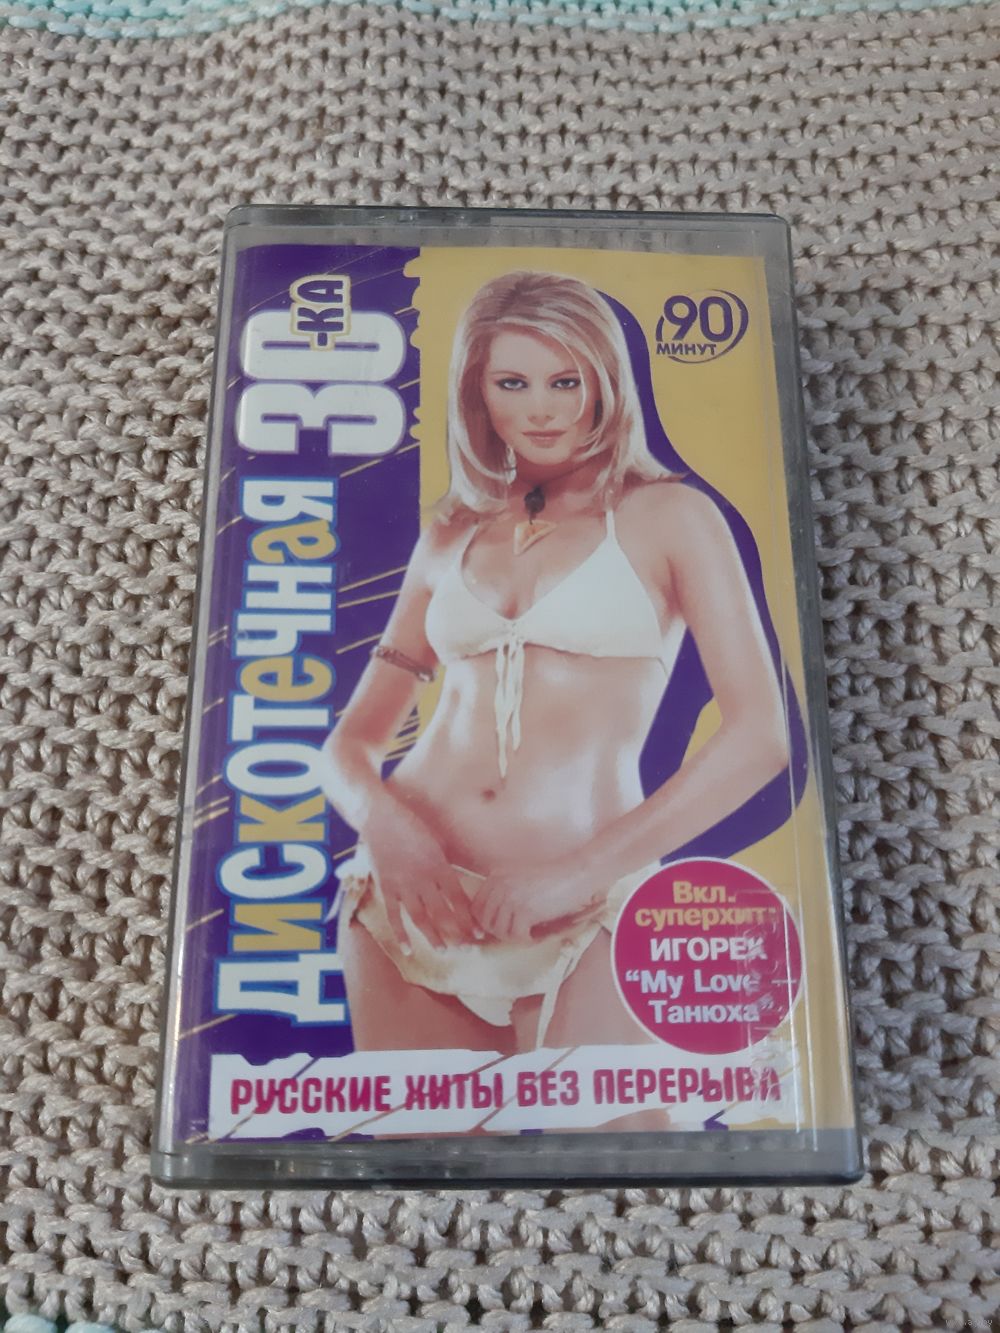 дискотечная 30-КА
90
МИНУТ
Вкл.
суперхит:
ИГОРЕК
“My Love
Танюха”
РУССКИЕ ХИТЫ БЕЗ ПЕРЕРЫВА